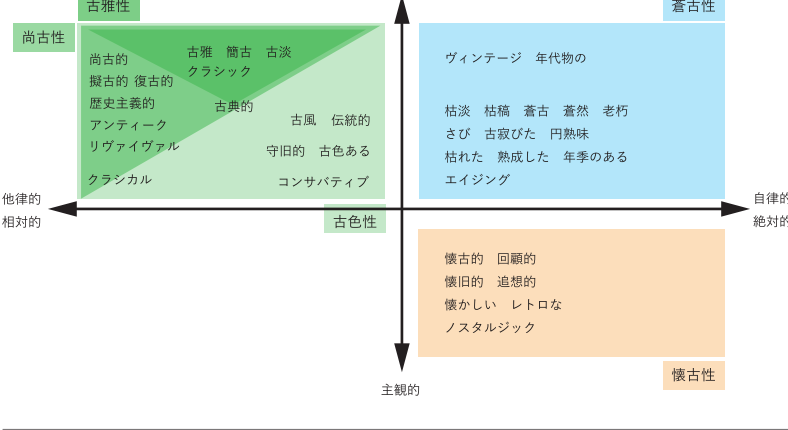 古雅性
蒼古性
尚古性
尚古的
擬古的 復古的
歴史主義的
アンティーク
リヴァイヴァル
クラシカル
古雅 簡古 古淡
クラシック
古典的
古風 伝統的
守旧的 古色ある
コンサバティブ
ヴィンテージ 年代物の
枯淡 枯稿 蒼古 蒼然 老朽
さび 古寂びた 円熟味
枯れた 熟成した 年季のある
エイジング
他律的
相対的
古色性
自律的
絶対的
懐古的 回顧的
懐旧的 追想的
懐かしい レトロな
ノスタルジック
懐古性
主観的